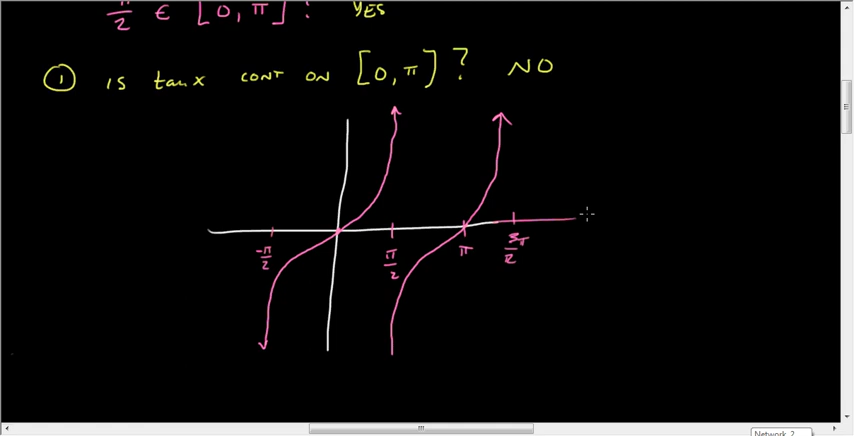 π/2 ∈ [0, π]? YES
① IS tan x CONT ON [0, π]? NO
-π/2 π/2 π 3π/2
Network 2